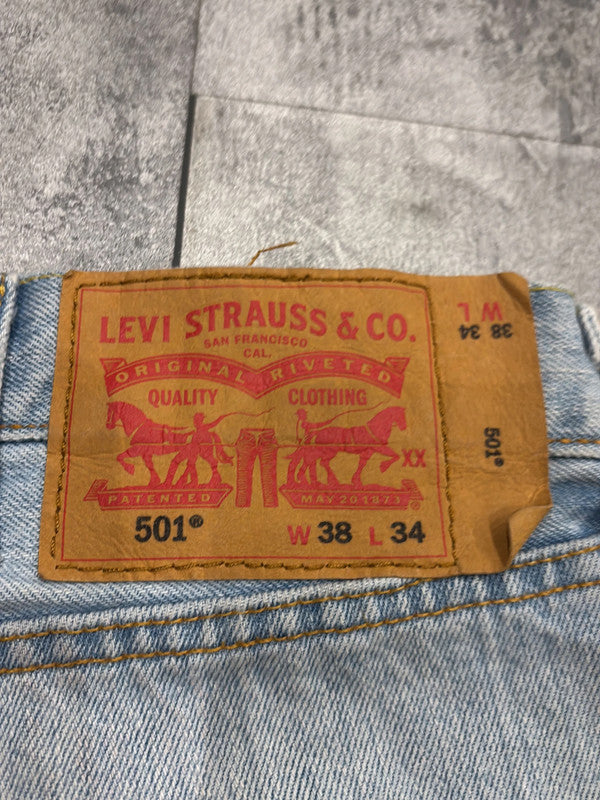 LEVI STRAUSS & CO.
SAN FRANCISCO
CAL.
ORIGINAL RIVETED
QUALITY CLOTHING
XX
PATENTED MAY 20 1873
501® W 38 L 34
W L
38 34
501®